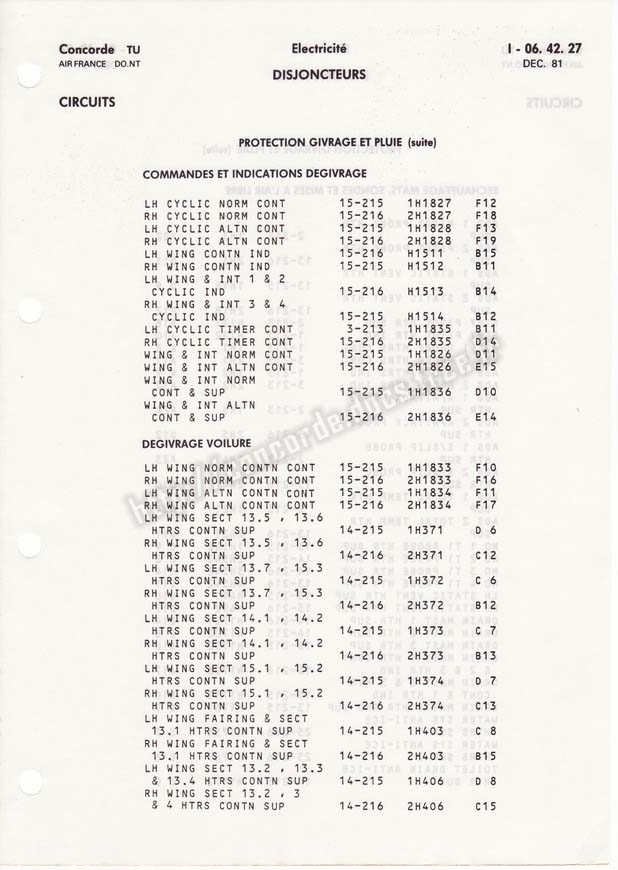 Concorde TU Electricité I - 06. 42. 27
AIR FRANCE DO.NT DISJONCTEURS DEC. 81
CIRCUITS
PROTECTION GIVRAGE ET PLUIE (suite)
COMMANDES ET INDICATIONS DEGIVRAGE
LH CYCLIC NORM CONT 15-215 1H1827 F12
RH CYCLIC NORM CONT 15-216 2H1827 F18
LH CYCLIC ALTN CONT 15-215 1H1828 F13
RH CYCLIC ALTN CONT 15-216 2H1828 F19
LH WING CONTN IND 15-216 H1511 B15
RH WING CONTN IND 15-216 H1512 B11
LH WING & INT 1 & 2
CYCLIC IND 15-216 H1513 B14
RH WING & INT 3 & 4
CYCLIC IND 15-216 H1514 B12
LH CYCLIC TIMER CONT 3-213 1H1835 B11
RH CYCLIC TIMER CONT 15-216 2H1835 D14
WING & INT NORM CONT 15-215 1H1826 D11
WING & INT ALTN CONT 15-216 2H1826 E15
WING & INT NORM
CONT & SUP 15-215 1H1836 D10
WING & INT ALTN
CONT & SUP 15-216 2H1836 E14
DEGIVRAGE VOILURE
LH WING NORM CONTN CONT 15-215 1H1833 F10
RH WING NORM CONTN CONT 15-216 2H1833 F16
LH WING ALTN CONTN CONT 15-215 1H1834 F11
RH WING ALTN CONTN CONT 15-216 2H1834 F17
LH WING SECT 13.5 , 13.6
HTRS CONTN SUP 14-215 1H371 D 6
RH WING SECT 13.5 , 13.6
HTRS CONTN SUP 14-216 2H371 C12
LH WING SECT 13.7 , 15.3
HTRS CONTN SUP 14-215 1H372 C 6
RH WING SECT 13.7 , 15.3
HTRS CONTN SUP 14-216 2H372 B12
LH WING SECT 14.1 , 14.2
HTRS CONTN SUP 14-215 1H373 C 7
RH WING SECT 14.1 , 14.2
HTRS CONTN SUP 14-216 2H373 B13
LH WING SECT 15.1 , 15.2
HTRS CONTN SUP 14-215 1H374 D 7
RH WING SECT 15.1 , 15.2
HTRS CONTN SUP 14-216 2H374 C13
LH WING FAIRING & SECT
13.1 HTRS CONTN SUP 14-215 1H403 C 8
RH WING FAIRING & SECT
13.1 HTRS CONTN SUP 14-216 2H403 B15
LH WING SECT 13.2 , 13.3
& 13.4 HTRS CONTN SUP 14-215 1H406 D 8
RH WING SECT 13.2 , 3
& 4 HTRS CONTN SUP 14-216 2H406 C15